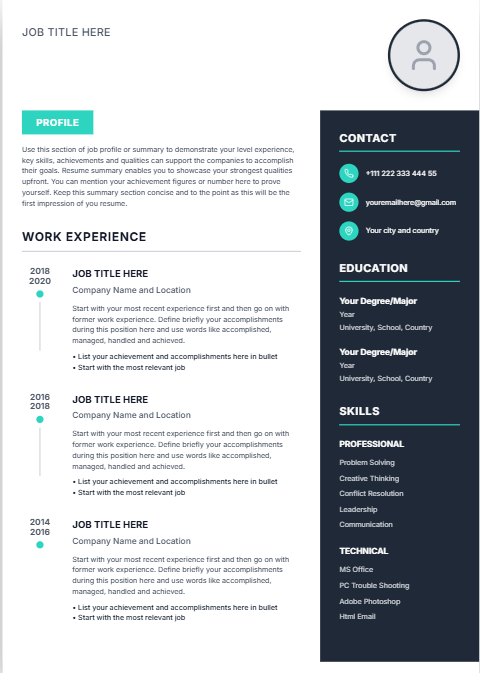 JOB TITLE HERE
PROFILE
Use this section of job profile or summary to demonstrate your level experience,
key skills, achievements and qualities can support the companies to accomplish
their goals. Resume summary enables you to showcase your strongest qualities
upfront. You can mention your achievement figures or number here to prove
yourself. Keep this summary section concise and to the point as this will be the
first impression of you resume.
WORK EXPERIENCE
2018
2020
JOB TITLE HERE
Company Name and Location
Start with your most recent experience first and then go on with
former work experience. Define briefly your accomplishments
during this position here and use words like accomplished,
managed, handled and achieved.
• List your achievement and accomplishments here in bullet
• Start with the most relevant job
2016
2018
JOB TITLE HERE
Company Name and Location
Start with your most recent experience first and then go on with
former work experience. Define briefly your accomplishments
during this position here and use words like accomplished,
managed, handled and achieved.
• List your achievement and accomplishments here in bullet
• Start with the most relevant job
2014
2016
JOB TITLE HERE
Company Name and Location
Start with your most recent experience first and then go on with
former work experience. Define briefly your accomplishments
during this position here and use words like accomplished,
managed, handled and achieved.
• List your achievement and accomplishments here in bullet
• Start with the most relevant job
CONTACT
+111 222 333 444 55
youremailhere@gmail.com
Your city and country
EDUCATION
Your Degree/Major
Year
University, School, Country
Your Degree/Major
Year
University, School, Country
SKILLS
PROFESSIONAL
Problem Solving
Creative Thinking
Conflict Resolution
Leadership
Communication
TECHNICAL
MS Office
PC Trouble Shooting
Adobe Photoshop
Html Email